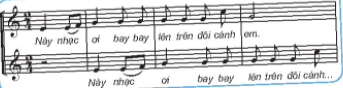 Này nhạc ơi bay bay lên trên đôi cánh em.
Này nhạc ơi bay bay lên trên đôi cánh...